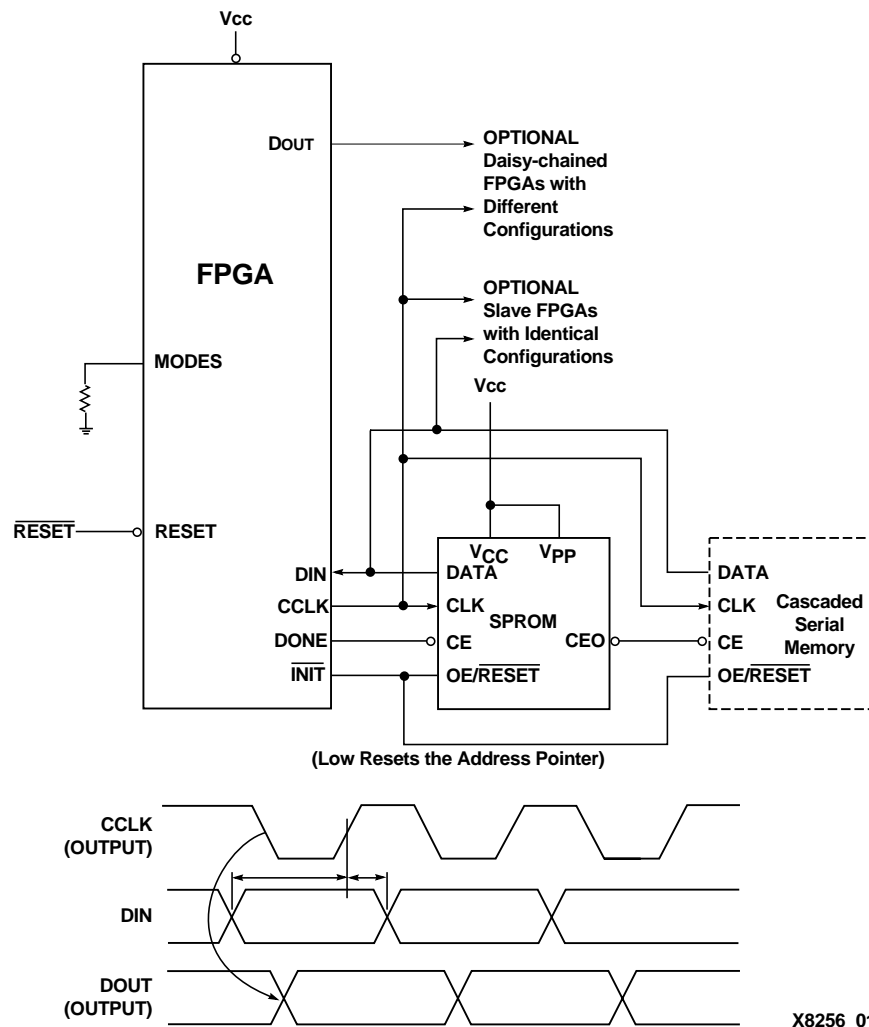 Vcc
DOUT
OPTIONAL
Daisy-chained
FPGAs with
Different
Configurations
FPGA
OPTIONAL
Slave FPGAs
with Identical
Configurations
MODES
Vcc
RESET
RESET
VCC VPP
DIN
DATA
DATA
CCLK
CLK
SPROM
CLK
Cascaded
Serial
Memory
DONE
CE
CEO
CE
INIT
OE/RESET
OE/RESET
(Low Resets the Address Pointer)
CCLK
(OUTPUT)
DIN
DOUT
(OUTPUT)
X8256_01